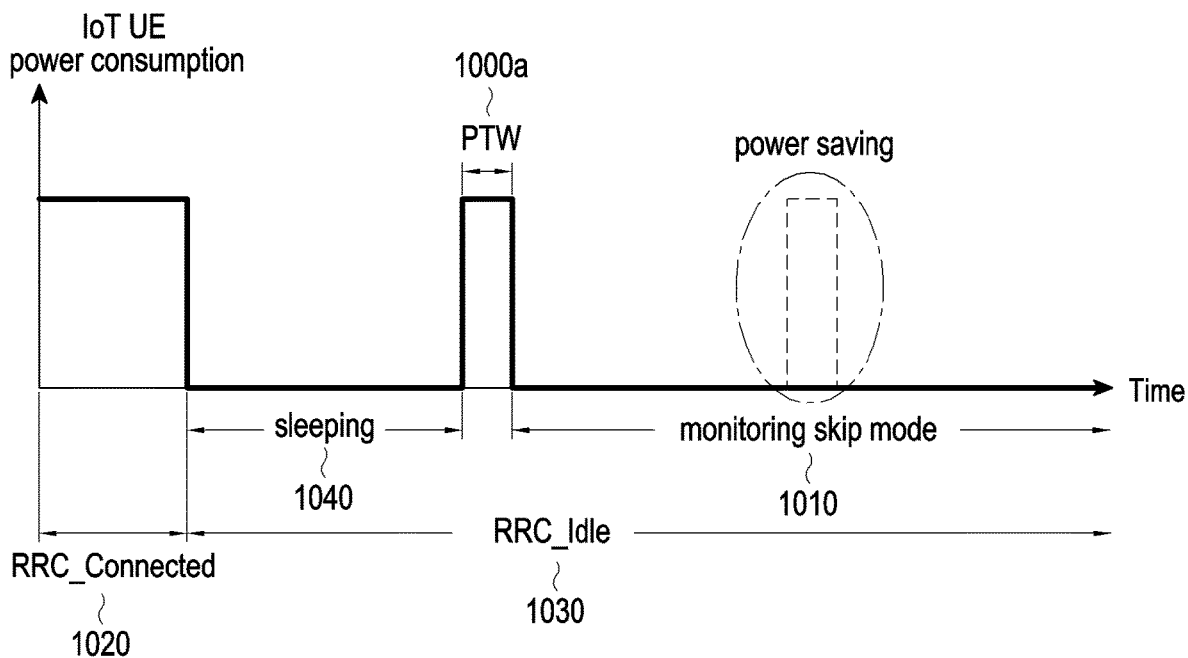 IoT UE
power consumption
1000a
PTW
power saving
Time
sleeping
monitoring skip mode
1040
1010
RRC_Idle
RRC_Connected
1030
1020